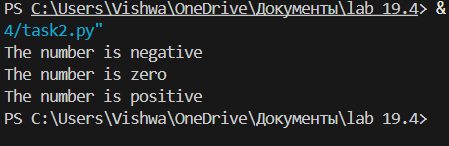 PS C:\Users\Vishwa\OneDrive\Документы\lab 19.4> &
4/task2.py"
The number is negative
The number is zero
The number is positive
PS C:\Users\Vishwa\OneDrive\Документы\lab 19.4>